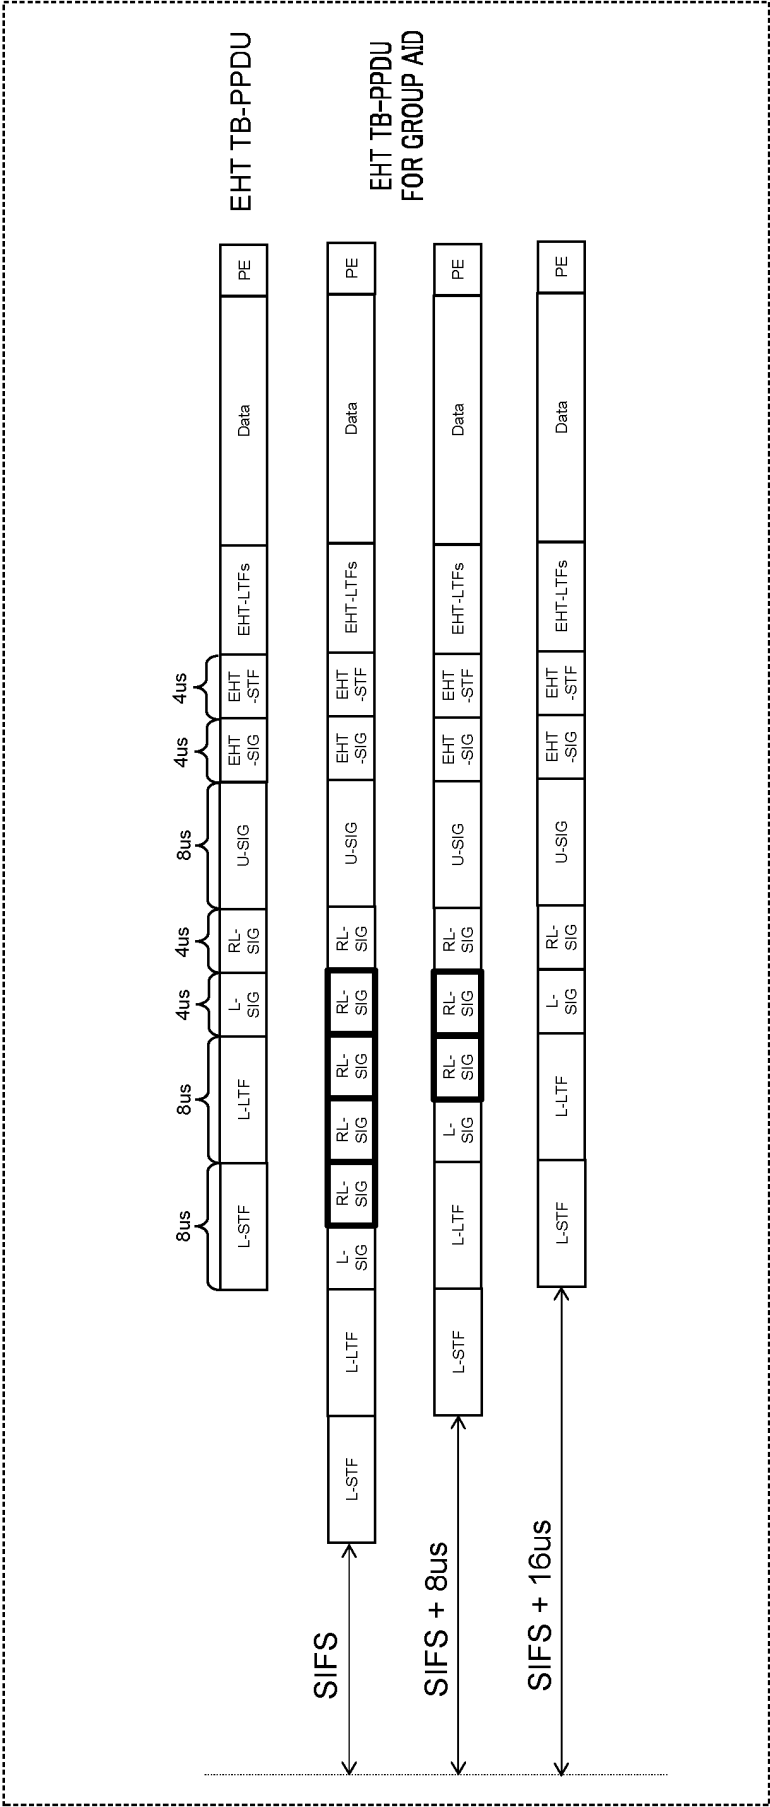 8us
8us
4us
4us
8us
4us
4us
L-STF
L-LTF
L-
SIG
RL-
SIG
U-SIG
EHT
-SIG
EHT
-STF
EHT-LTFs
Data
PE
EHT TB-PPDU
SIFS
L-STF
L-LTF
L-
SIG
RL-
SIG
RL-
SIG
RL-
SIG
RL-
SIG
RL-
SIG
U-SIG
EHT
-SIG
EHT
-STF
EHT-LTFs
Data
PE
EHT TB-PPDU
FOR GROUP AID
SIFS + 8us
L-STF
L-LTF
L-
SIG
RL-
SIG
RL-
SIG
RL-
SIG
U-SIG
EHT
-SIG
EHT
-STF
EHT-LTFs
Data
PE
SIFS + 16us
L-STF
L-LTF
L-
SIG
RL-
SIG
U-SIG
EHT
-SIG
EHT
-STF
EHT-LTFs
Data
PE